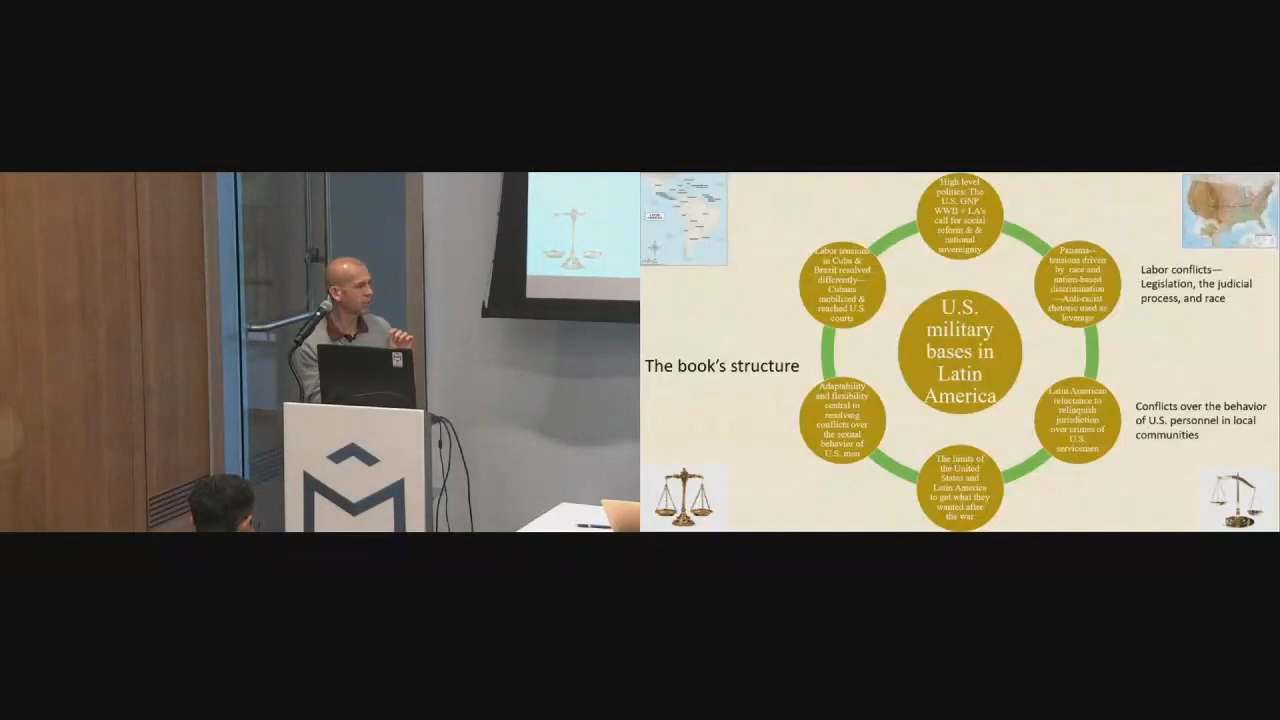 High level
politics: The
U.S. GNP
WWII + LA's
call for social
reform & &
national
sovereignty
Panama--
tensions driven
by race and
nation-based
discrimination
—Anti-racist
rhetoric used as
leverage
Labor conflicts—
Legislation, the judicial
process, and race
Latin American
reluctance to
relinquish
jurisdiction
over crimes of
U.S.
servicemen
Conflicts over the behavior
of U.S. personnel in local
communities
The limits of
the United
States and
Latin America
to get what they
wanted after
the war
Adaptability
and flexibility
central to
resolving
conflicts over
the sexual
behavior of
U.S. men
Labor tensions
in Cuba &
Brazil resolved
differently—
Cubans
mobilized &
reached U.S.
courts
U.S.
military
bases in
Latin
America
The book's structure